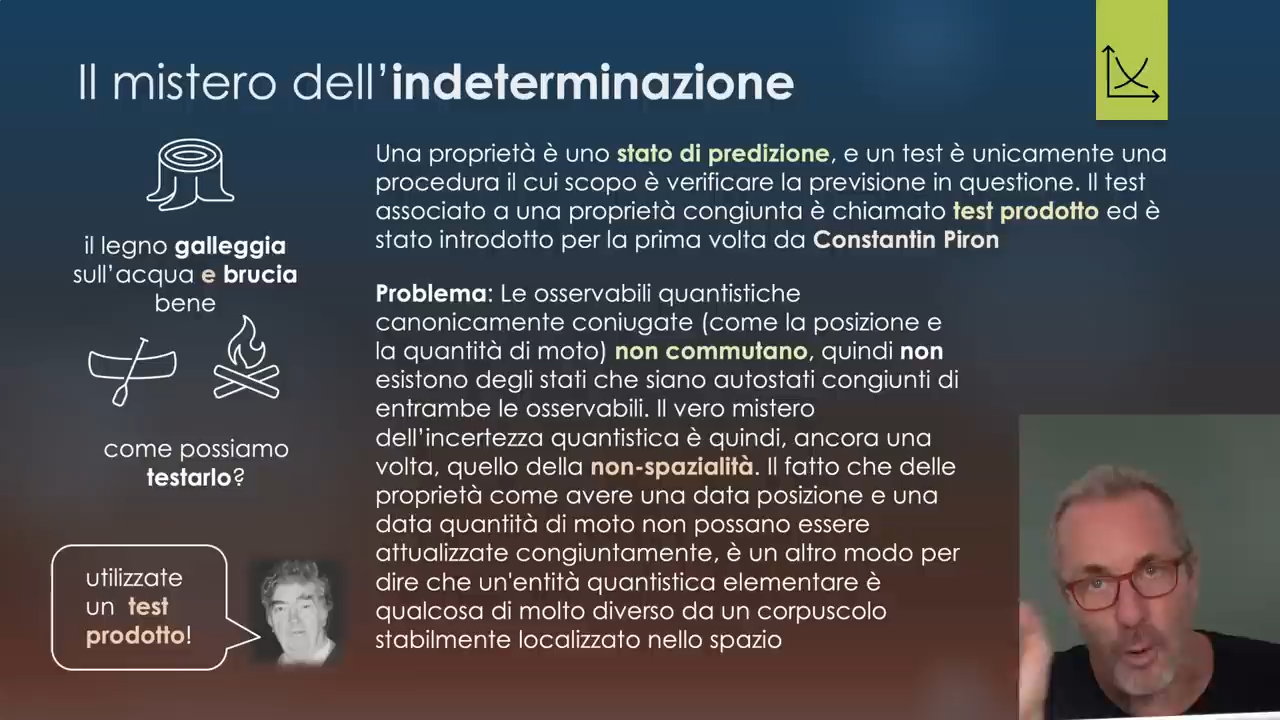 Il mistero dell’indeterminazione
il legno galleggia
sull’acqua e brucia
bene
come possiamo
testarlo?
utilizzate
un test
prodotto!
Una proprietà è uno stato di predizione, e un test è unicamente una
procedura il cui scopo è verificare la previsione in questione. Il test
associato a una proprietà congiunta è chiamato test prodotto ed è
stato introdotto per la prima volta da Constantin Piron
Problema: Le osservabili quantistiche
canonicamente coniugate (come la posizione e
la quantità di moto) non commutano, quindi non
esistono degli stati che siano autostati congiunti di
entrambe le osservabili. Il vero mistero
dell’incertezza quantistica è quindi, ancora una
volta, quello della non-spazialità. Il fatto che delle
proprietà come avere una data posizione e una
data quantità di moto non possano essere
attualizzate congiuntamente, è un altro modo per
dire che un'entità quantistica elementare è
qualcosa di molto diverso da un corpuscolo
stabilmente localizzato nello spazio